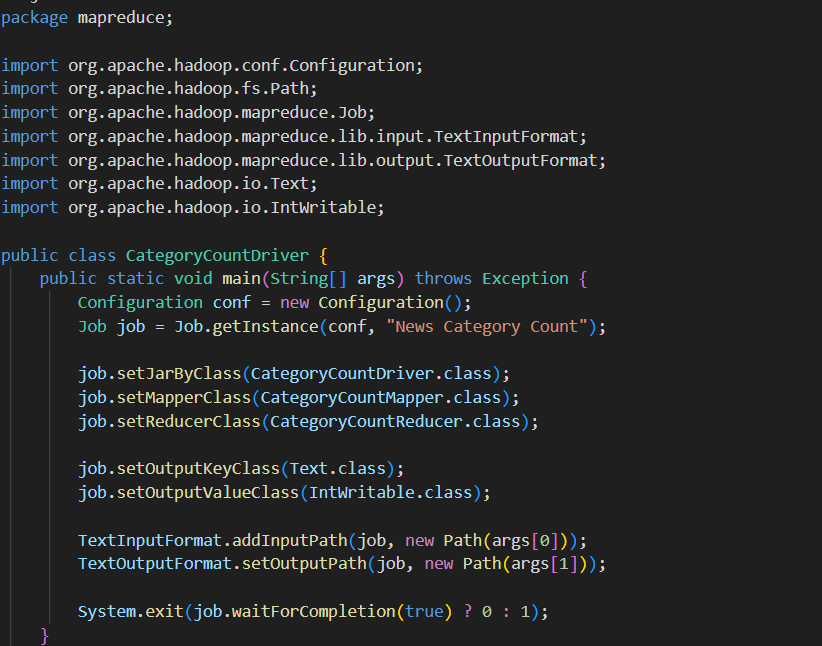 package mapreduce;
import org.apache.hadoop.conf.Configuration;
import org.apache.hadoop.fs.Path;
import org.apache.hadoop.mapreduce.Job;
import org.apache.hadoop.mapreduce.lib.input.TextInputFormat;
import org.apache.hadoop.mapreduce.lib.output.TextOutputFormat;
import org.apache.hadoop.io.Text;
import org.apache.hadoop.io.IntWritable;
public class CategoryCountDriver {
    public static void main(String[] args) throws Exception {
        Configuration conf = new Configuration();
        Job job = Job.getInstance(conf, "News Category Count");
        job.setJarByClass(CategoryCountDriver.class);
        job.setMapperClass(CategoryCountMapper.class);
        job.setReducerClass(CategoryCountReducer.class);
        job.setOutputKeyClass(Text.class);
        job.setOutputValueClass(IntWritable.class);
        TextInputFormat.addInputPath(job, new Path(args[0]));
        TextOutputFormat.setOutputPath(job, new Path(args[1]));
        System.exit(job.waitForCompletion(true) ? 0 : 1);
    }